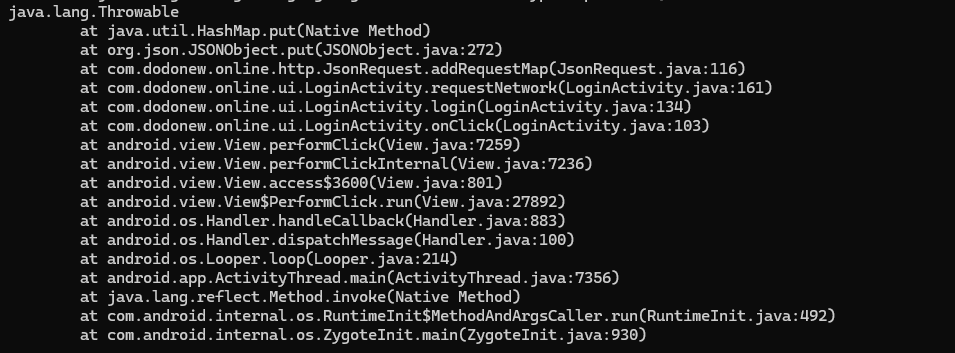 java.lang.Throwable
at java.util.HashMap.put(Native Method)
at org.json.JSONObject.put(JSONObject.java:272)
at com.dodonew.online.http.JsonRequest.addRequestMap(JsonRequest.java:116)
at com.dodonew.online.ui.LoginActivity.requestNetwork(LoginActivity.java:161)
at com.dodonew.online.ui.LoginActivity.login(LoginActivity.java:134)
at com.dodonew.online.ui.LoginActivity.onClick(LoginActivity.java:103)
at android.view.View.performClick(View.java:7259)
at android.view.View.performClickInternal(View.java:7236)
at android.view.View.access$3600(View.java:801)
at android.view.View$PerformClick.run(View.java:27892)
at android.os.Handler.handleCallback(Handler.java:883)
at android.os.Handler.dispatchMessage(Handler.java:100)
at android.os.Looper.loop(Looper.java:214)
at android.app.ActivityThread.main(ActivityThread.java:7356)
at java.lang.reflect.Method.invoke(Native Method)
at com.android.internal.os.RuntimeInit$MethodAndArgsCaller.run(RuntimeInit.java:492)
at com.android.internal.os.ZygoteInit.main(ZygoteInit.java:930)